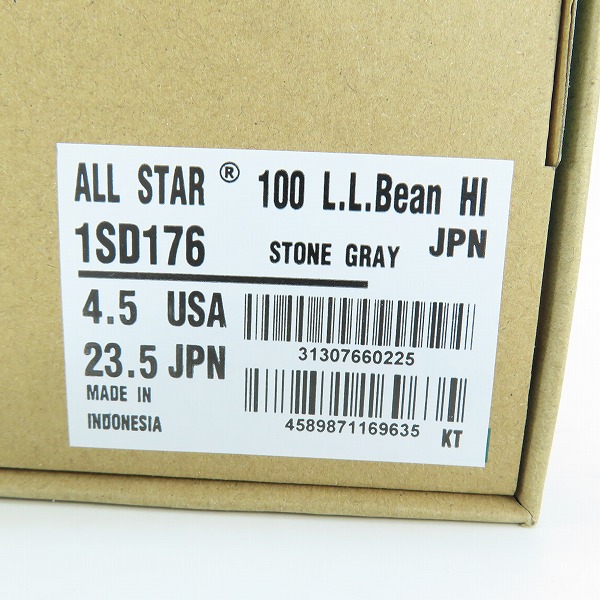 ALL STAR ® 100 L.L.Bean HI
1SD176 STONE GRAY JPN
4.5 USA
31307660225
23.5 JPN
MADE IN
INDONESIA
4589871169635 KT